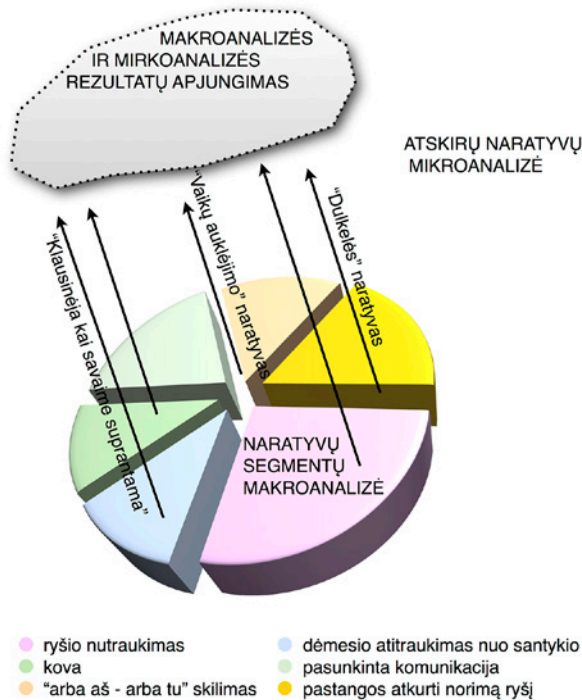 MAKROANALIZĖS
IR MIRKOANALIZĖS
REZULTATŲ APJUNGIMAS
ATSKIRŲ NARATYVŲ
MIKROANALIZĖ
"Klausinėja kai savaime suprantama"
"Vaikų auklėjimo" naratyvas
"Dulkelės" naratyvas
NARATYVŲ
SEGMENTŲ
MAKROANALIZĖ
ryšio nutraukimas
kova
"arba aš - arba tu" skilimas
dėmesio atitraukimas nuo santykio
pasunkinta komunikacija
pastangos atkurti norimą ryšį